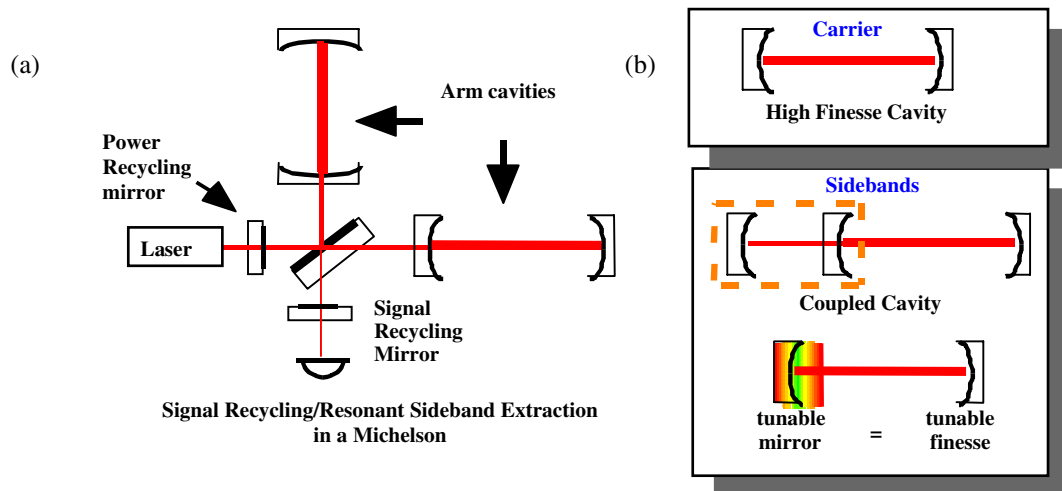 (a)
Arm cavities
Power
Recycling
mirror
Laser
Signal
Recycling
Mirror
Signal Recycling/Resonant Sideband Extraction
in a Michelson
(b)
Carrier
High Finesse Cavity
Sidebands
Coupled Cavity
tunable tunable
mirror = finesse